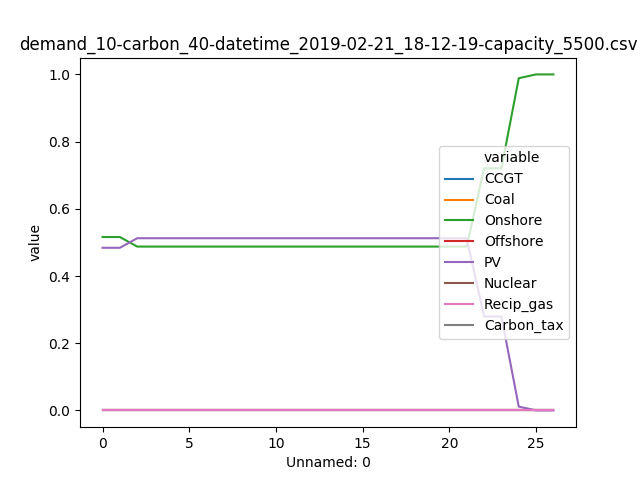 demand_10-carbon_40-datetime_2019-02-21_18-12-19-capacity_5500.csv
1.0
0.8
0.6
0.4
0.2
0.0
value
variable
CCGT
Coal
Onshore
Offshore
PV
Nuclear
Recip_gas
Carbon_tax
0 5 10 15 20 25
Unnamed: 0